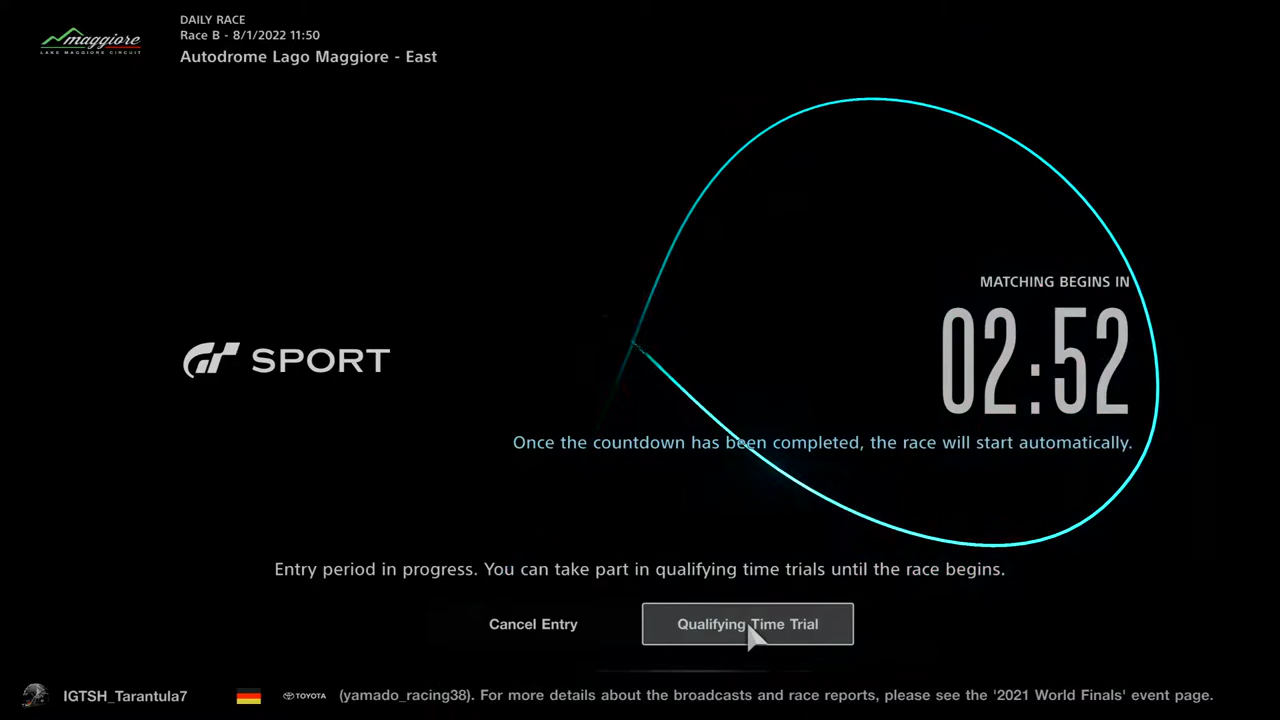 maggiore
LAKE MAGGIORE CIRCUIT
DAILY RACE
Race B - 8/1/2022 11:50
Autodrome Lago Maggiore - East
MATCHING BEGINS IN
02:52
GT SPORT
Once the countdown has been completed, the race will start automatically.
Entry period in progress. You can take part in qualifying time trials until the race begins.
Cancel Entry
Qualifying Time Trial
IGTSH_Tarantula7
TOYOTA (yamado_racing38). For more details about the broadcasts and race reports, please see the '2021 World Finals' event page.